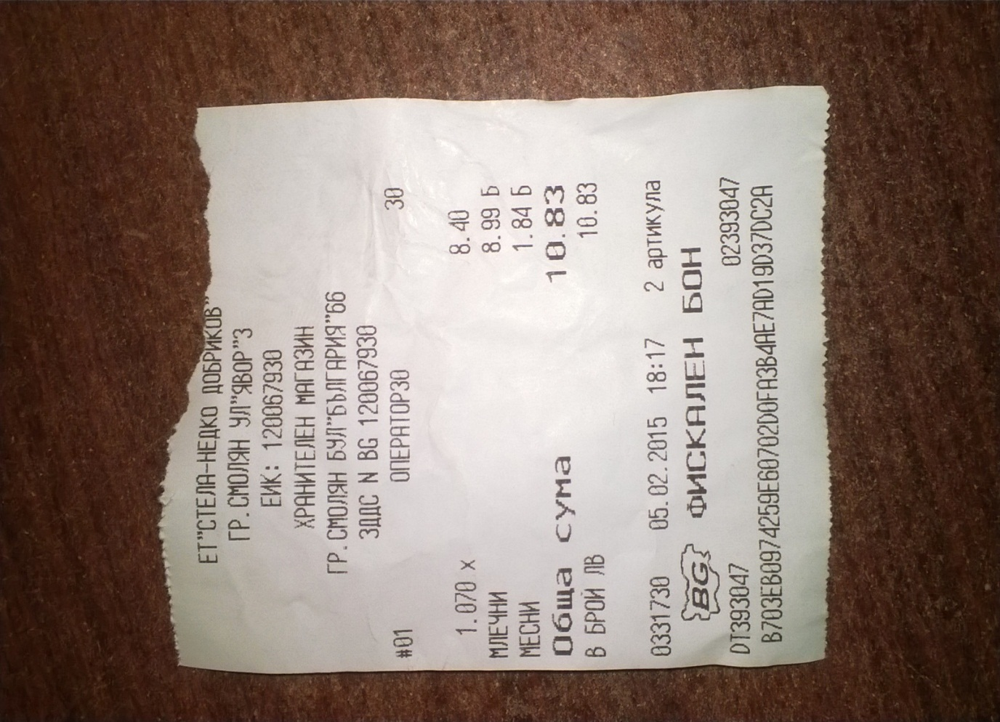 ЕТ"СТЕЛА-НЕДКО ДОБРИКОВ"
ГР.СМОЛЯН УЛ"ЯВОР"3
ЕИК: 120067930
ХРАНИТЕЛЕН МАГАЗИН
ГР.СМОЛЯН БУЛ"БЪЛГАРИЯ"66
ЗДДС N BG 120067930
#01 ОПЕРАТОР30 30
1.070 x 8.40
МЛЕЧНИ 8.99 Б
МЕСНИ 1.84 Б
Обща сума 10.83
В БРОЙ ЛВ 10.83
0331730 05.02.2015 18:17 2 артикула
BG ФИСКАЛЕН БОН
DT393047 02393047
B703EB0974259E60702D0FA3B4AE7AD19D37DC2A